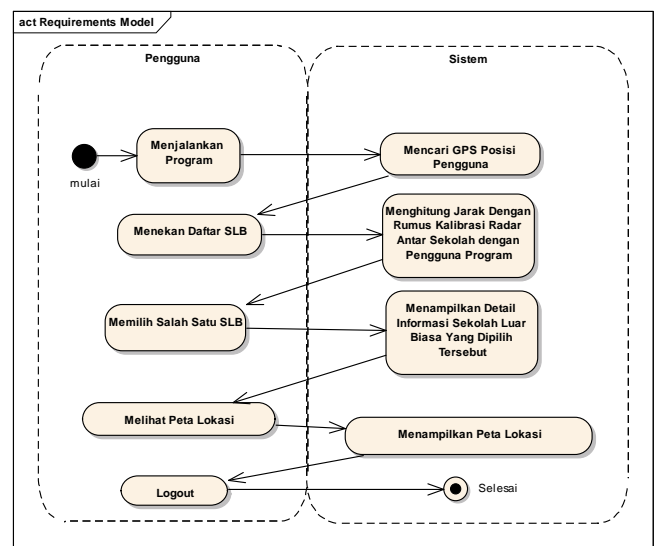 act Requirements Model
Pengguna
Sistem
mulai
Menjalankan
Program
Mencari GPS Posisi
Pengguna
Menekan Daftar SLB
Menghitung Jarak Dengan
Rumus Kalibrasi Radar
Antar Sekolah dengan
Pengguna Program
Memilih Salah Satu SLB
Menampilkan Detail
Informasi Sekolah Luar
Biasa Yang Dipilih
Tersebut
Melihat Peta Lokasi
Menampilkan Peta Lokasi
Logout
Selesai